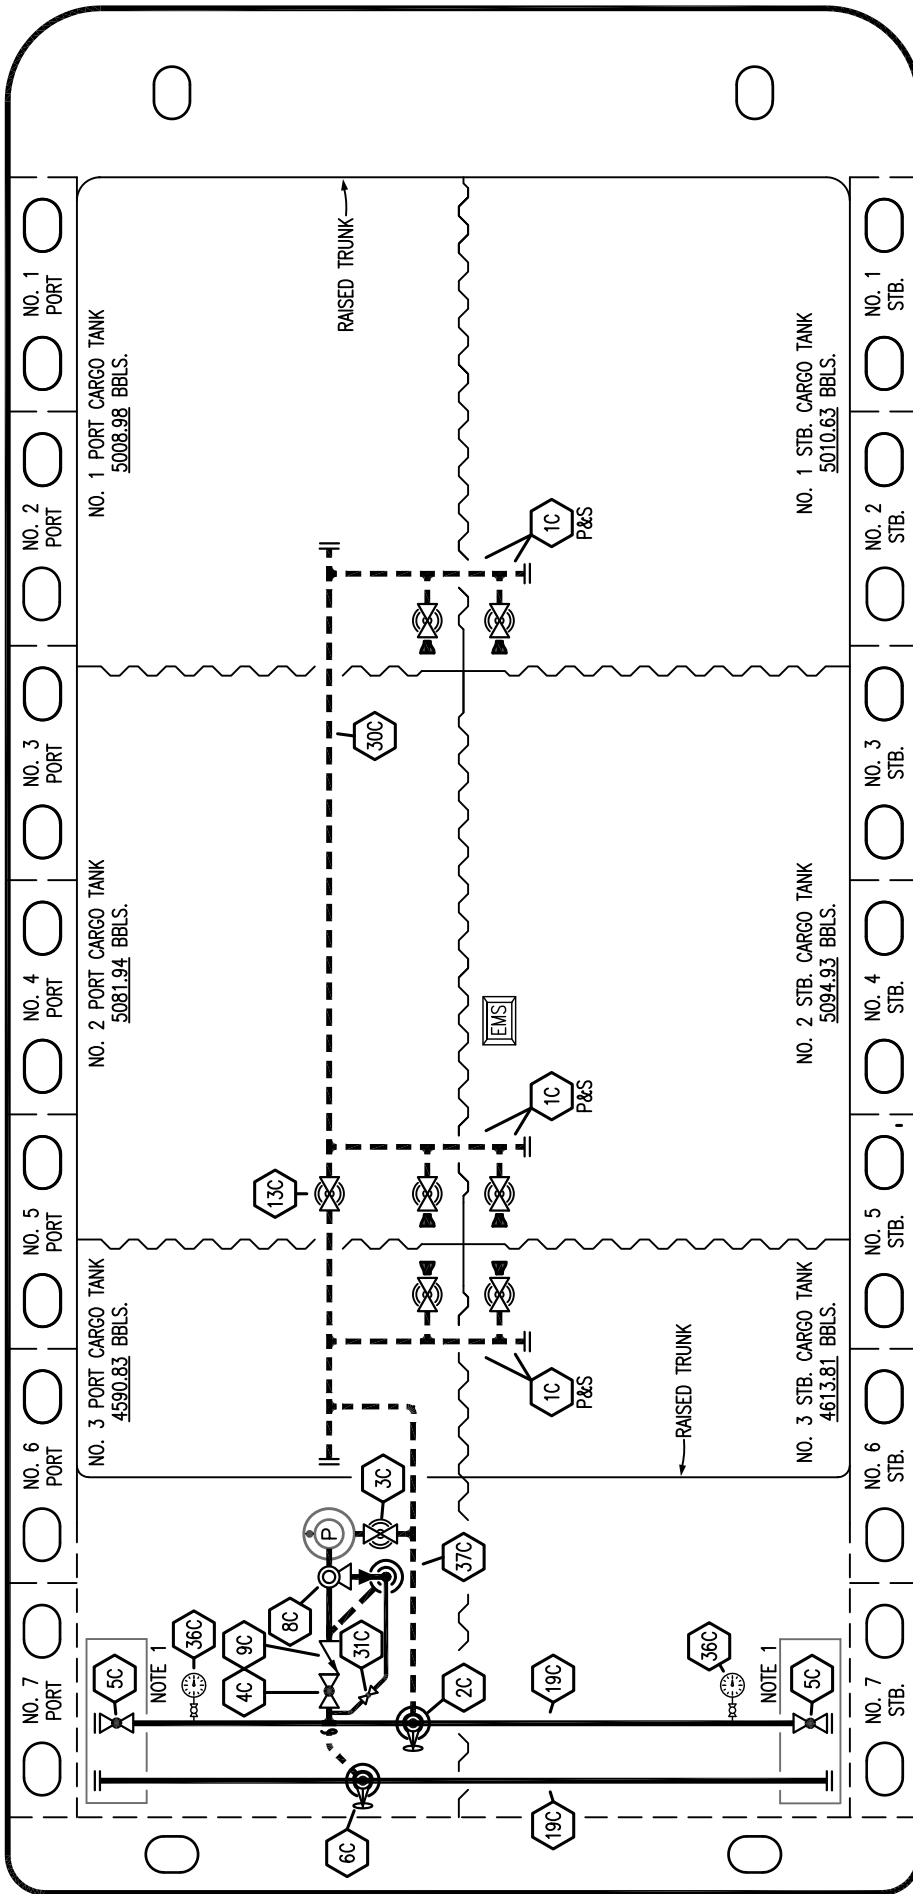 NO. 1
PORT
NO. 2
PORT
NO. 3
PORT
NO. 4
PORT
NO. 5
PORT
NO. 6
PORT
NO. 7
PORT
NO. 1 PORT CARGO TANK
5008.98 BBLS.
NO. 2 PORT CARGO TANK
5081.94 BBLS.
NO. 3 PORT CARGO TANK
4590.83 BBLS.
RAISED TRUNK
1C
P&S
30C
EMS
1C
P&S
13C
1C
P&S
RAISED TRUNK
3C
P
37C
8C
9C
4C
31C
2C
36C
NOTE 1
5C
19C
6C
19C
36C
NOTE 1
5C
NO. 1 STB. CARGO TANK
5010.63 BBLS.
NO. 2 STB. CARGO TANK
5094.93 BBLS.
NO. 3 STB. CARGO TANK
4613.81 BBLS.
NO. 1
STB.
NO. 2
STB.
NO. 3
STB.
NO. 4
STB.
NO. 5
STB.
NO. 6
STB.
NO. 7
STB.